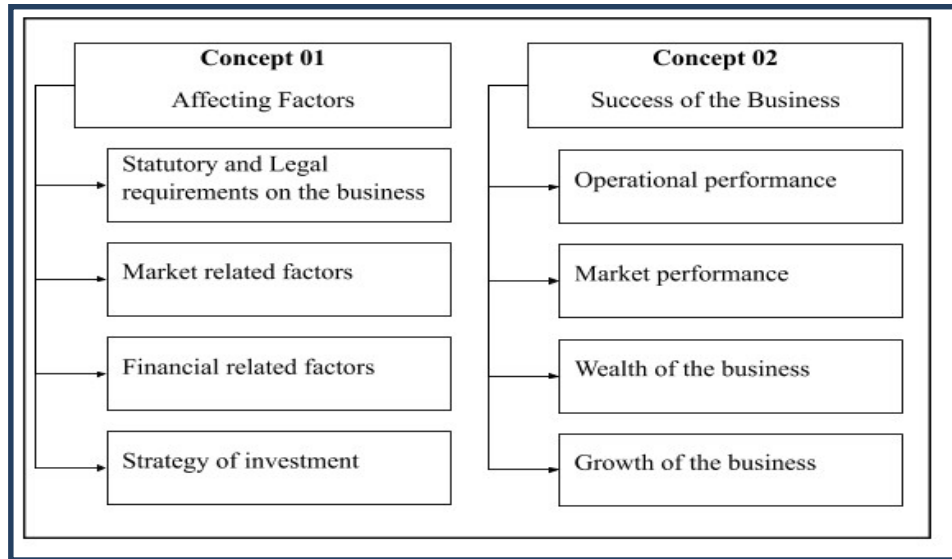 Concept 01
Affecting Factors
Statutory and Legal
requirements on the business
Market related factors
Financial related factors
Strategy of investment
Concept 02
Success of the Business
Operational performance
Market performance
Wealth of the business
Growth of the business